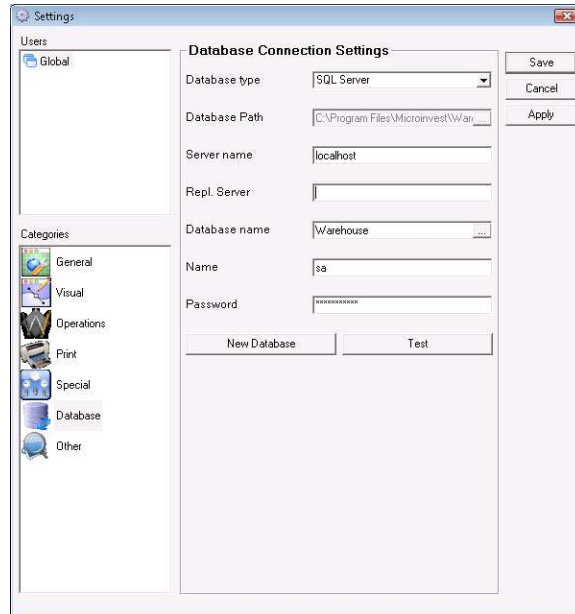 Settings
Users
Global
Categories
General
Visual
Operations
Print
Special
Database
Other
Database Connection Settings
Database type SQL Server
Database Path C:\Program Files\Microinvest\War ...
Server name localhost
Repl. Server
Database name Warehouse ...
Name sa
Password **********
New Database Test
Save
Cancel
Apply